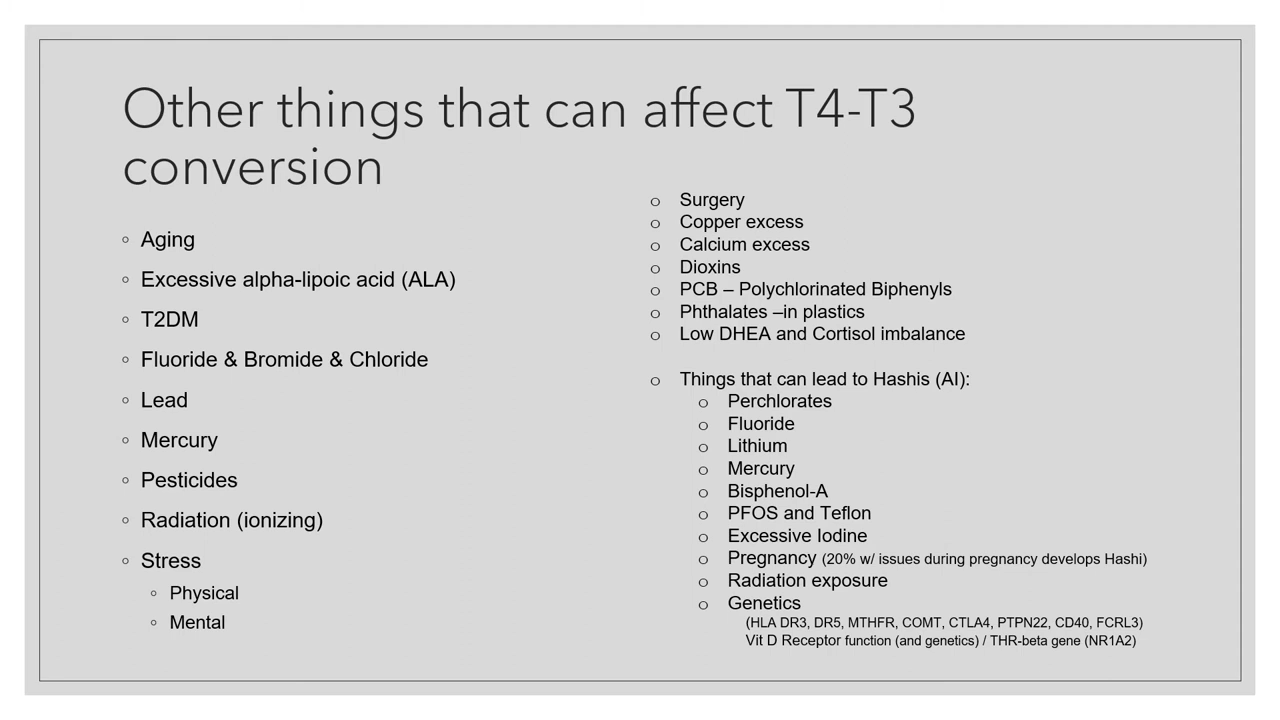 Other things that can affect T4-T3
conversion
◦ Aging
◦ Excessive alpha-lipoic acid (ALA)
◦ T2DM
◦ Fluoride & Bromide & Chloride
◦ Lead
◦ Mercury
◦ Pesticides
◦ Radiation (ionizing)
◦ Stress
◦ Physical
◦ Mental
o Surgery
o Copper excess
o Calcium excess
o Dioxins
o PCB – Polychlorinated Biphenyls
o Phthalates –in plastics
o Low DHEA and Cortisol imbalance
o Things that can lead to Hashis (AI):
o Perchlorates
o Fluoride
o Lithium
o Mercury
o Bisphenol-A
o PFOS and Teflon
o Excessive Iodine
o Pregnancy (20% w/ issues during pregnancy develops Hashi)
o Radiation exposure
o Genetics
(HLA DR3, DR5, MTHFR, COMT, CTLA4, PTPN22, CD40, FCRL3)
Vit D Receptor function (and genetics) / THR-beta gene (NR1A2)